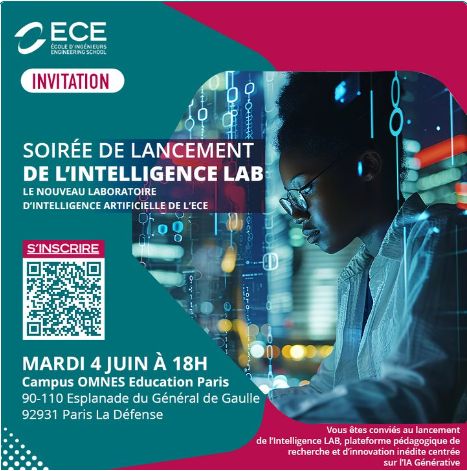 ECE
ÉCOLE D'INGÉNIEURS
ENGINEERING SCHOOL
INVITATION
SOIRÉE DE LANCEMENT
DE L'INTELLIGENCE LAB
LE NOUVEAU LABORATOIRE
D'INTELLIGENCE ARTIFICIELLE DE L'ECE
S'INSCRIRE
MARDI 4 JUIN À 18H
Campus OMNES Education Paris
90-110 Esplanade du Général de Gaulle
92931 Paris La Défense
Vous êtes conviés au lancement
de l'Intelligence LAB, plateforme pédagogique de
recherche et d'innovation inédite centrée
sur l'IA Générative